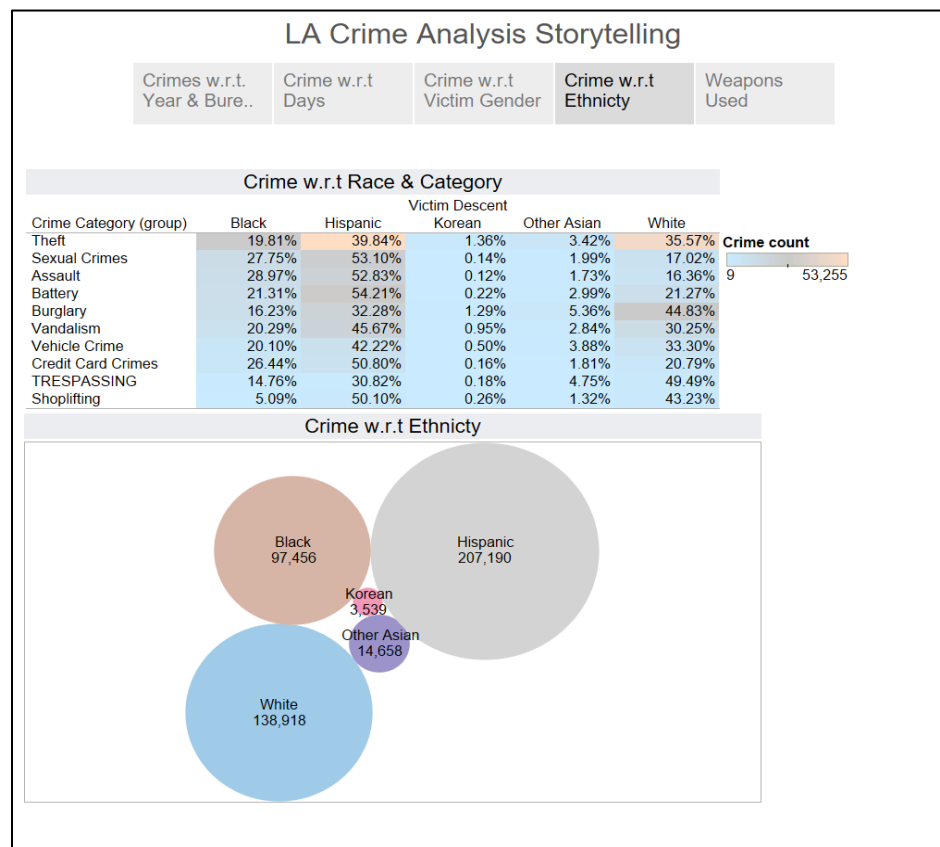 LA Crime Analysis Storytelling
Crimes w.r.t. Year & Bure..
Crime w.r.t Days
Crime w.r.t Victim Gender
Crime w.r.t Ethnicty
Weapons Used
Crime w.r.t Race & Category
Victim Descent
Crime Category (group) Black Hispanic Korean Other Asian White
Theft 19.81% 39.84% 1.36% 3.42% 35.57%
Sexual Crimes 27.75% 53.10% 0.14% 1.99% 17.02%
Assault 28.97% 52.83% 0.12% 1.73% 16.36%
Battery 21.31% 54.21% 0.22% 2.99% 21.27%
Burglary 16.23% 32.28% 1.29% 5.36% 44.83%
Vandalism 20.29% 45.67% 0.95% 2.84% 30.25%
Vehicle Crime 20.10% 42.22% 0.50% 3.88% 33.30%
Credit Card Crimes 26.44% 50.80% 0.16% 1.81% 20.79%
TRESPASSING 14.76% 30.82% 0.18% 4.75% 49.49%
Shoplifting 5.09% 50.10% 0.26% 1.32% 43.23%
Crime count
9 53,255
Crime w.r.t Ethnicty
Black
97,456
Hispanic
207,190
Korean
3,539
Other Asian
14,658
White
138,918